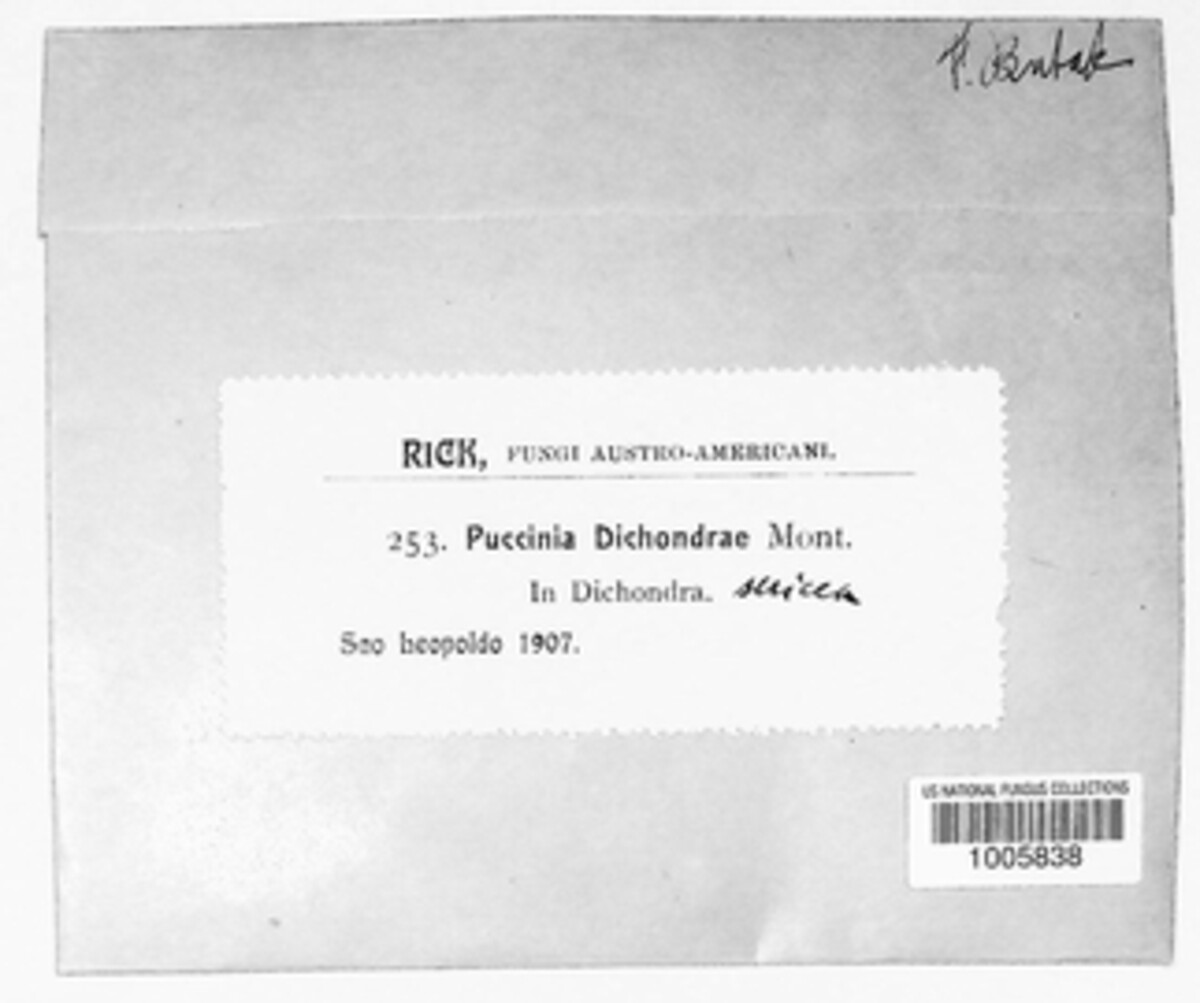 F. Bubak
RICK, FUNGI AUSTRO-AMERICANI.
253. Puccinia Dichondrae Mont.
In Dichondra. sericea
Sao Leopoldo 1907.
US NATIONAL FUNGUS COLLECTIONS
1005838